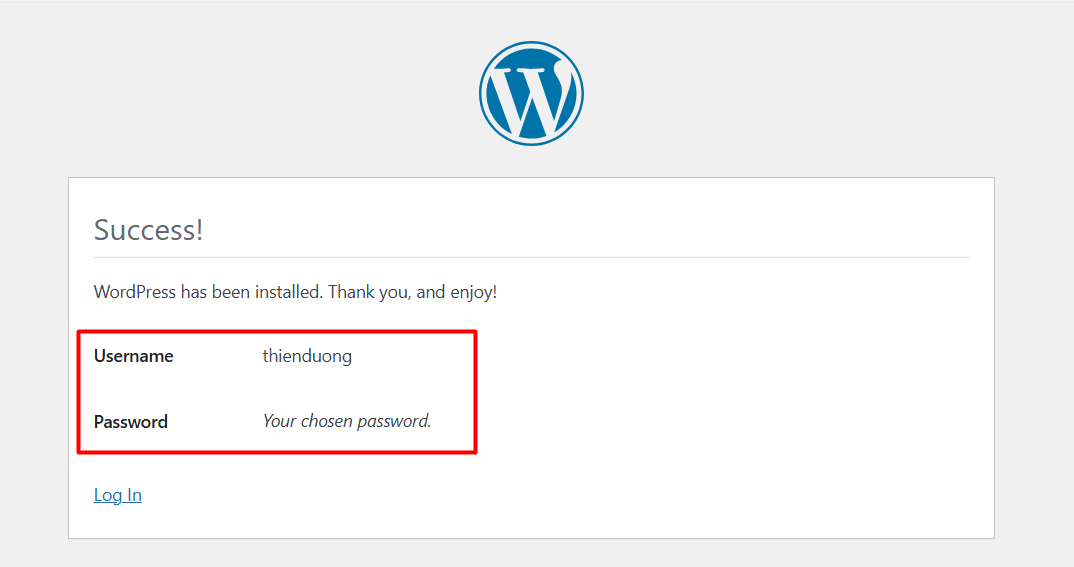 Success!
WordPress has been installed. Thank you, and enjoy!
Username thienduong
Password Your chosen password.
Log In